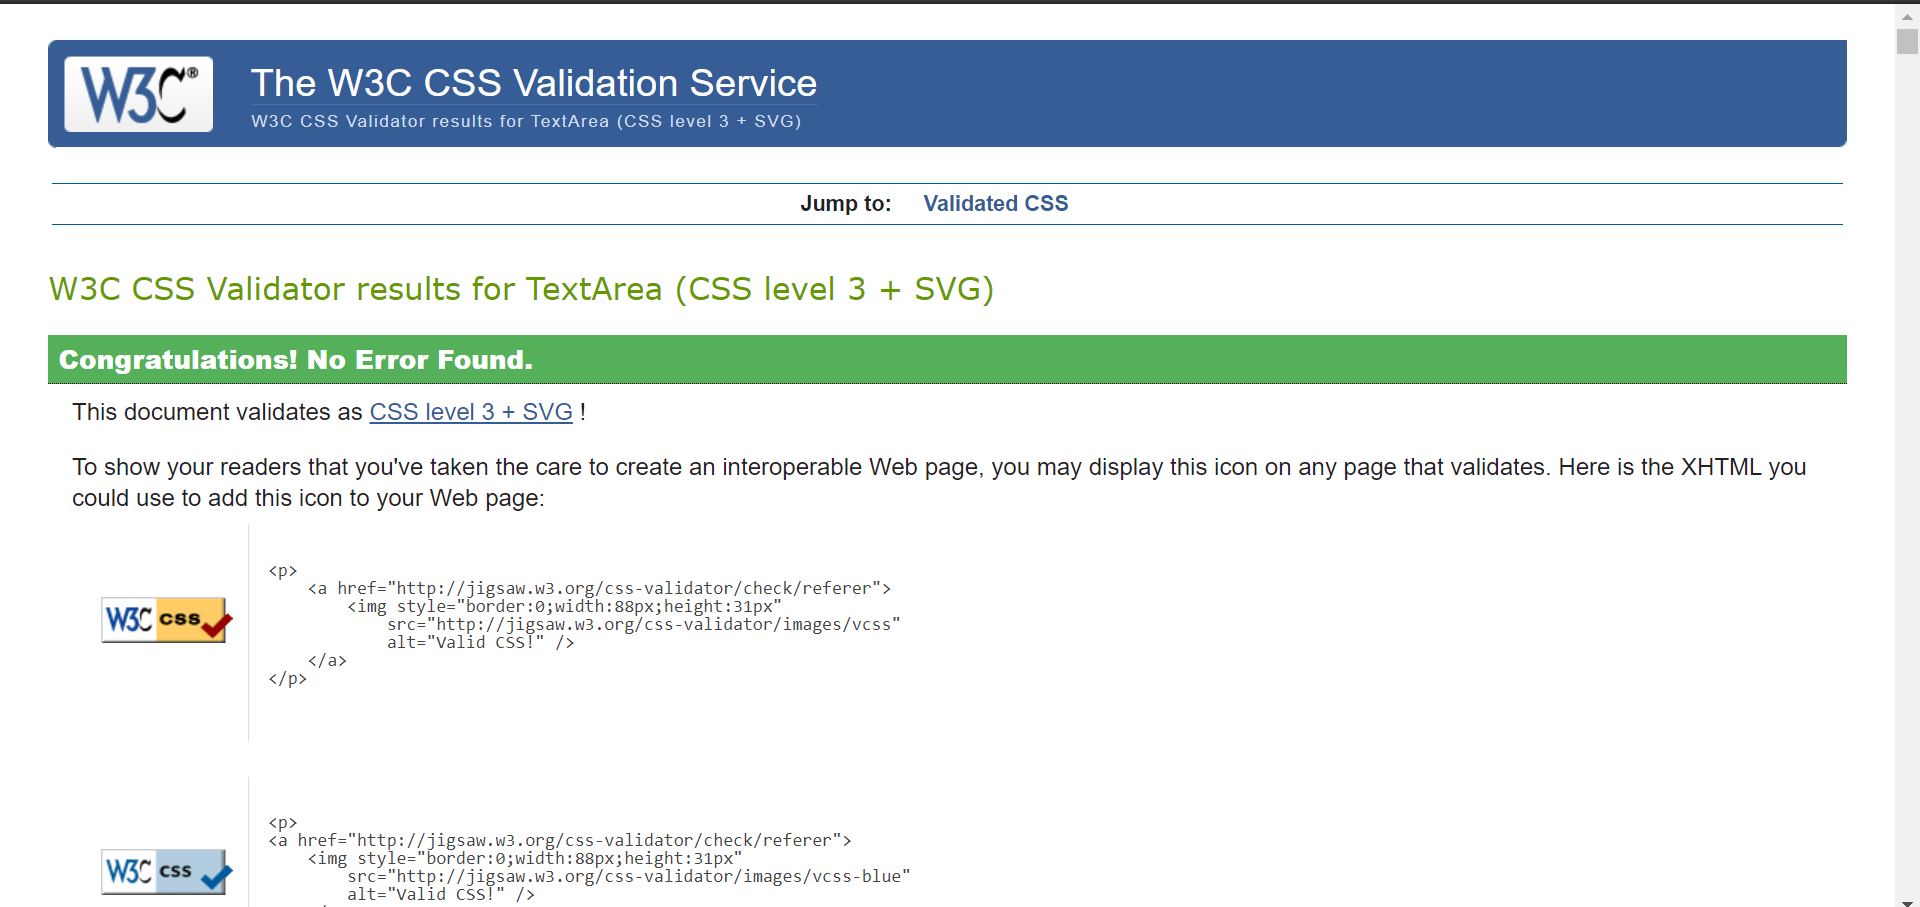 W3C®
The W3C CSS Validation Service
W3C CSS Validator results for TextArea (CSS level 3 + SVG)
Jump to: Validated CSS
W3C CSS Validator results for TextArea (CSS level 3 + SVG)
Congratulations! No Error Found.
This document validates as CSS level 3 + SVG !
To show your readers that you've taken the care to create an interoperable Web page, you may display this icon on any page that validates. Here is the XHTML you
could use to add this icon to your Web page:
W3C css
<p>
    <a href="http://jigsaw.w3.org/css-validator/check/referer">
        <img style="border:0;width:88px;height:31px"
            src="http://jigsaw.w3.org/css-validator/images/vcss"
            alt="Valid CSS!" />
    </a>
</p>
W3C css
<p>
<a href="http://jigsaw.w3.org/css-validator/check/referer">
    <img style="border:0;width:88px;height:31px"
        src="http://jigsaw.w3.org/css-validator/images/vcss-blue"
        alt="Valid CSS!" />